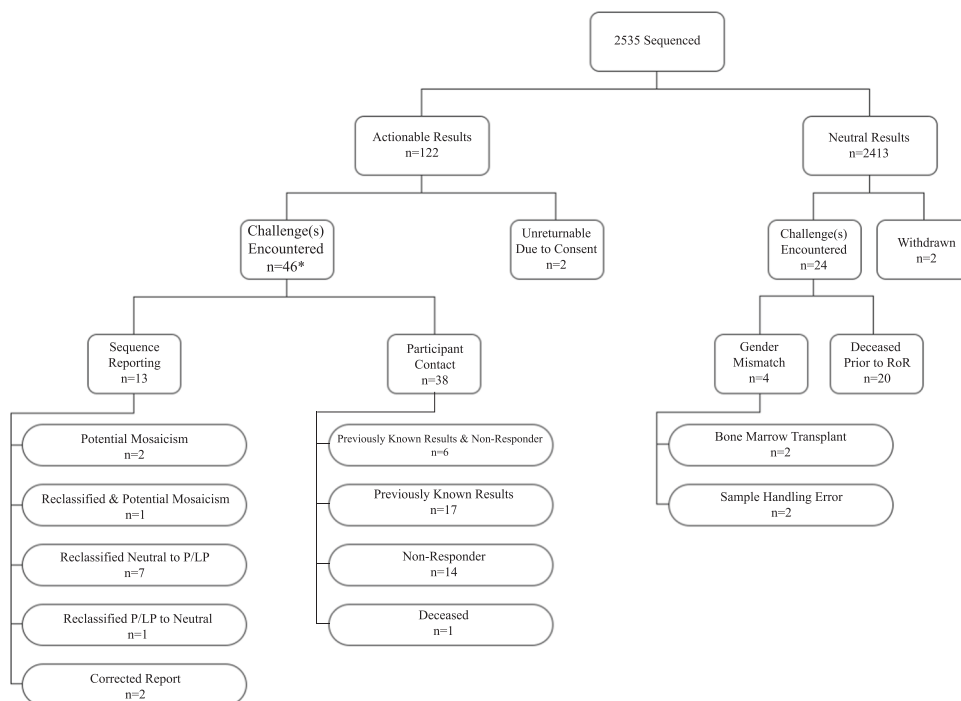 2535 Sequenced
Actionable Results
n=122
Neutral Results
n=2413
Challenge(s)
Encountered
n=46*
Unreturnable
Due to Consent
n=2
Challenge(s)
Encountered
n=24
Withdrawn
n=2
Sequence
Reporting
n=13
Participant
Contact
n=38
Gender
Mismatch
n=4
Deceased
Prior to RoR
n=20
Potential Mosaicism
n=2
Reclassified & Potential Mosaicism
n=1
Reclassified Neutral to P/LP
n=7
Reclassified P/LP to Neutral
n=1
Corrected Report
n=2
Previously Known Results & Non-Responder
n=6
Previously Known Results
n=17
Non-Responder
n=14
Deceased
n=1
Bone Marrow Transplant
n=2
Sample Handling Error
n=2